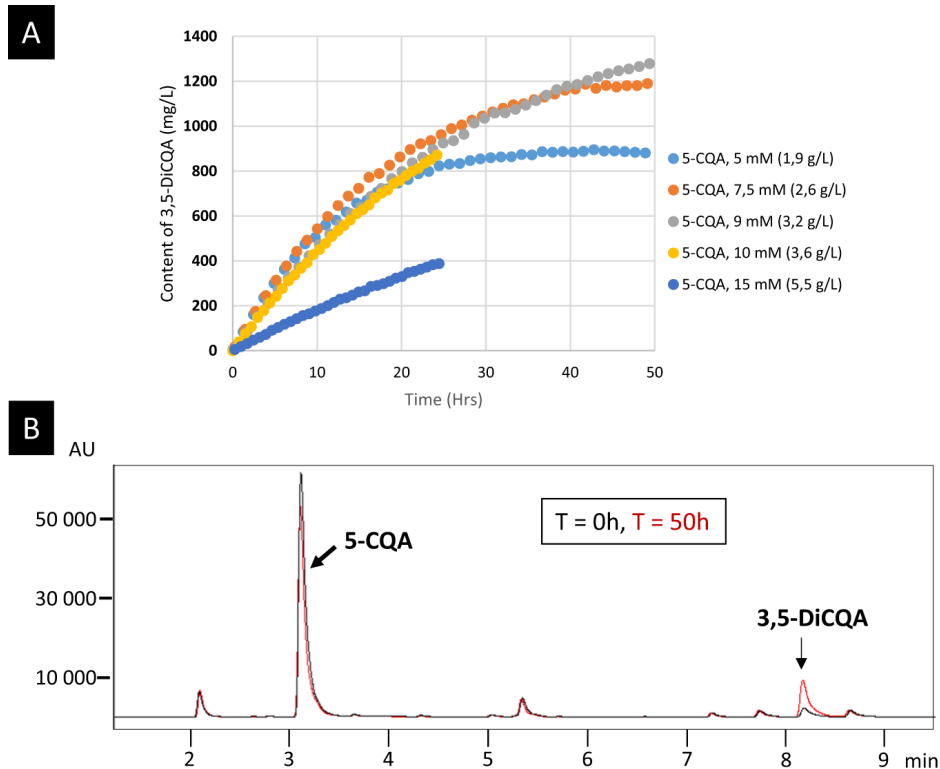 A
1400
1200
1000
800
600
400
200
0
Content of 3,5-DiCQA (mg/L)
0 10 20 30 40 50
Time (Hrs)
5-CQA, 5 mM (1,9 g/L)
5-CQA, 7,5 mM (2,6 g/L)
5-CQA, 9 mM (3,2 g/L)
5-CQA, 10 mM (3,6 g/L)
5-CQA, 15 mM (5,5 g/L)
B
AU
50 000
30 000
10 000
T = 0h, T = 50h
5-CQA
3,5-DiCQA
2 3 4 5 6 7 8 9 min